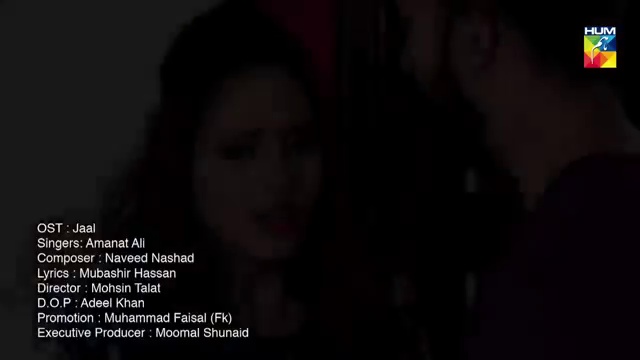 HUM
OST : Jaal
Singers: Amanat Ali
Composer : Naveed Nashad
Lyrics : Mubashir Hassan
Director : Mohsin Talat
D.O.P : Adeel Khan
Promotion : Muhammad Faisal (Fk)
Executive Producer : Moomal Shunaid